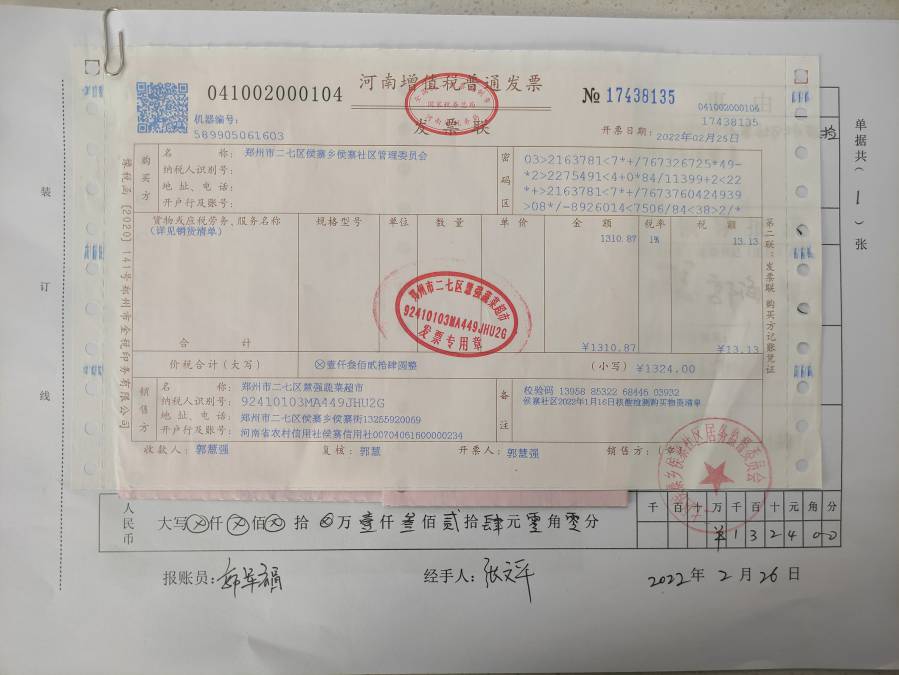 河南增值税普通发票
041002000104
№ 17438135
041002000104
17438135
机器编号:
589905061603
发票联
开票日期: 2022年02月25日
购买方
名 称: 郑州市二七区侯寨乡侯寨社区管理委员会
纳税人识别号:
地 址、电 话:
开户行及账号:
密码区
03>2163781<7*+/767326725*49-
*2>2275491<4+0*84/11399+2<22
*+>2163781<7*+/7673760424939
>08*/-8926014<7506/84<38>2/*
货物或应税劳务、服务名称 规格型号 单位 数 量 单 价 金 额 税率 税 额
(详见销货清单) 1310.87 1% 13.13
合 计 ¥1310.87 ¥13.13
价税合计(大写) ⊗壹仟叁佰贰拾肆圆整 (小写) ¥1324.00
销售方
名 称: 郑州市二七区慧强蔬菜超市
纳税人识别号: 92410103MA449JHU2G
地 址、电 话: 郑州市二七区侯寨乡侯寨街13255920069
开户行及账号: 河南省农村信用社侯寨信用社00704061600000234
备注
校验码 13958 85322 68446 03932
侯寨社区2022年1月16日核酸检测购买物资清单
收款人: 郭慧强 复核: 郭慧 开票人: 郭慧强 销售方:(章)
第二联:发票联 购买方记账凭证
郑州市二七区慧强蔬菜超市
92410103MA449JHU2G
发票专用章
国家税务总局
装
订
线
单据共(1)张
人民币
大写⊗仟⊗佰⊗拾⊗万壹仟叁佰贰拾肆元零角零分
千 百 十 万 千 百 十 元 角 分
¥ 1 3 2 4 0 0
报账员:
经手人: 张文平
2022年2月26日